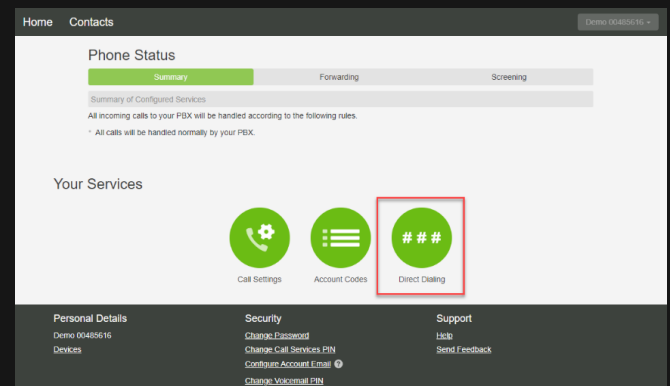 Home Contacts Demo 00485616
Phone Status
Summary Forwarding Screening
Summary of Configured Services
All incoming calls to your PBX will be handled according to the following rules.
* All calls will be handled normally by your PBX.
Your Services
# # #
Call Settings Account Codes Direct Dialing
Personal Details Security Support
Demo 00485616 Change Password Help
Devices Change Call Services PIN Send Feedback
Configure Account Email ?
Change Voicemail PIN